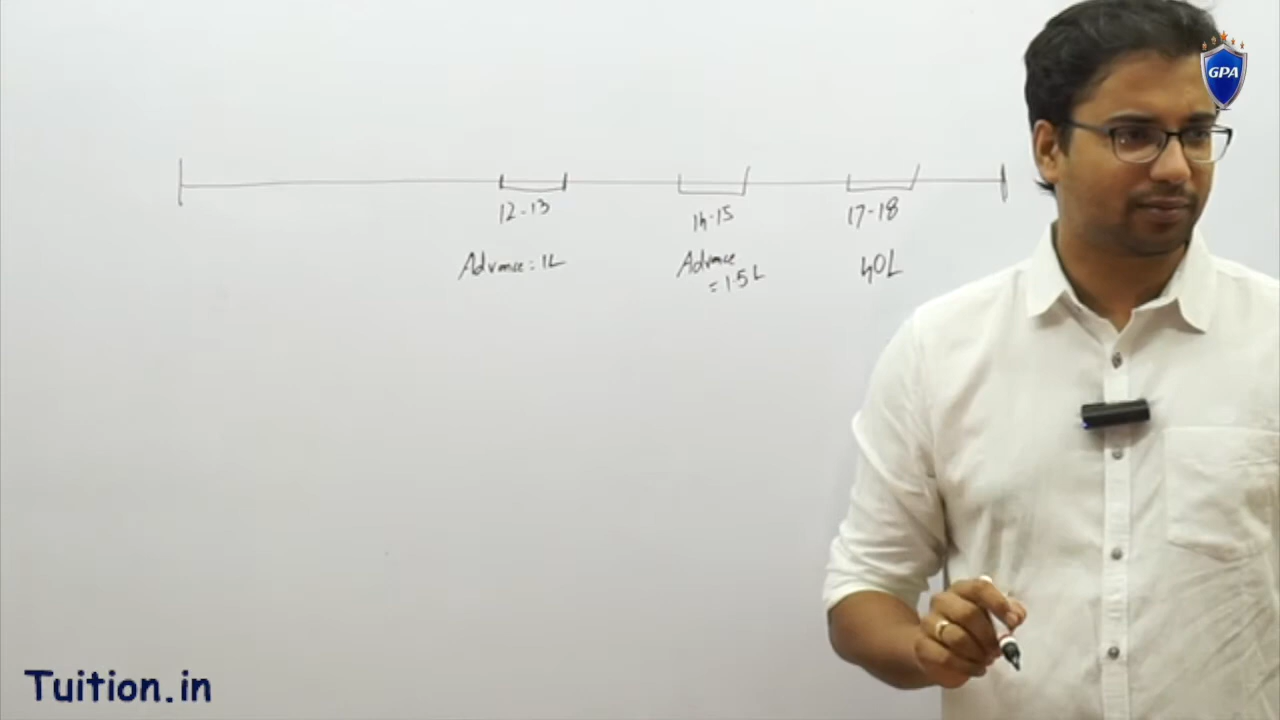 GPA
12-13
14-15
17-18
Advance = 1L
Advance
= 1.5L
40L
Tuition.in